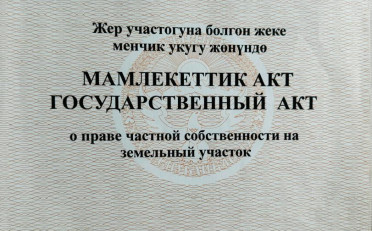 Жер участогуна болгон жеке
менчик укугу жөнүндө
МАМЛЕКЕТТИК АКТ
ГОСУДАРСТВЕННЫЙ АКТ
о праве частной собственности на
земельный участок